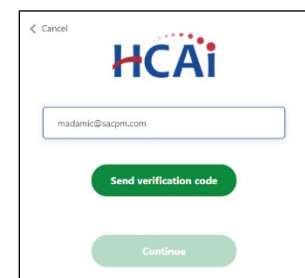 Cancel
HCAi
madamic@sacpm.com
Send verification code
Continue